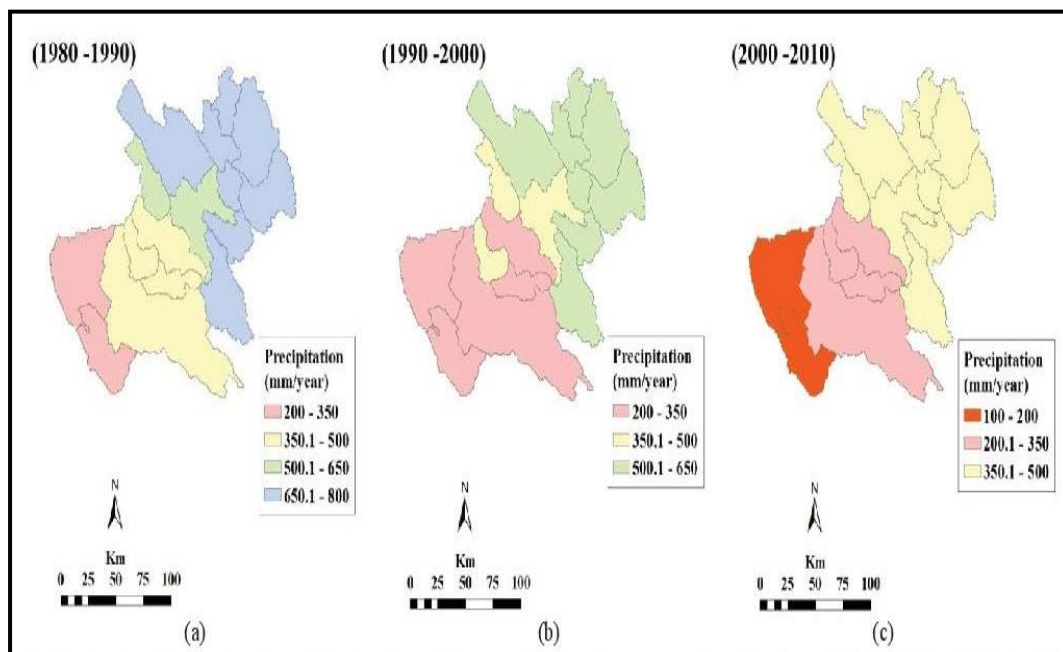 (1980 -1990)
Precipitation
(mm/year)
200 - 350
350.1 - 500
500.1 - 650
650.1 - 800
N
Km
0 25 50 75 100
(a)
(1990 -2000)
Precipitation
(mm/year)
200 - 350
350.1 - 500
500.1 - 650
N
Km
0 25 50 75 100
(b)
(2000 -2010)
Precipitation
(mm/year)
100 - 200
200.1 - 350
350.1 - 500
N
Km
0 25 50 75 100
(c)